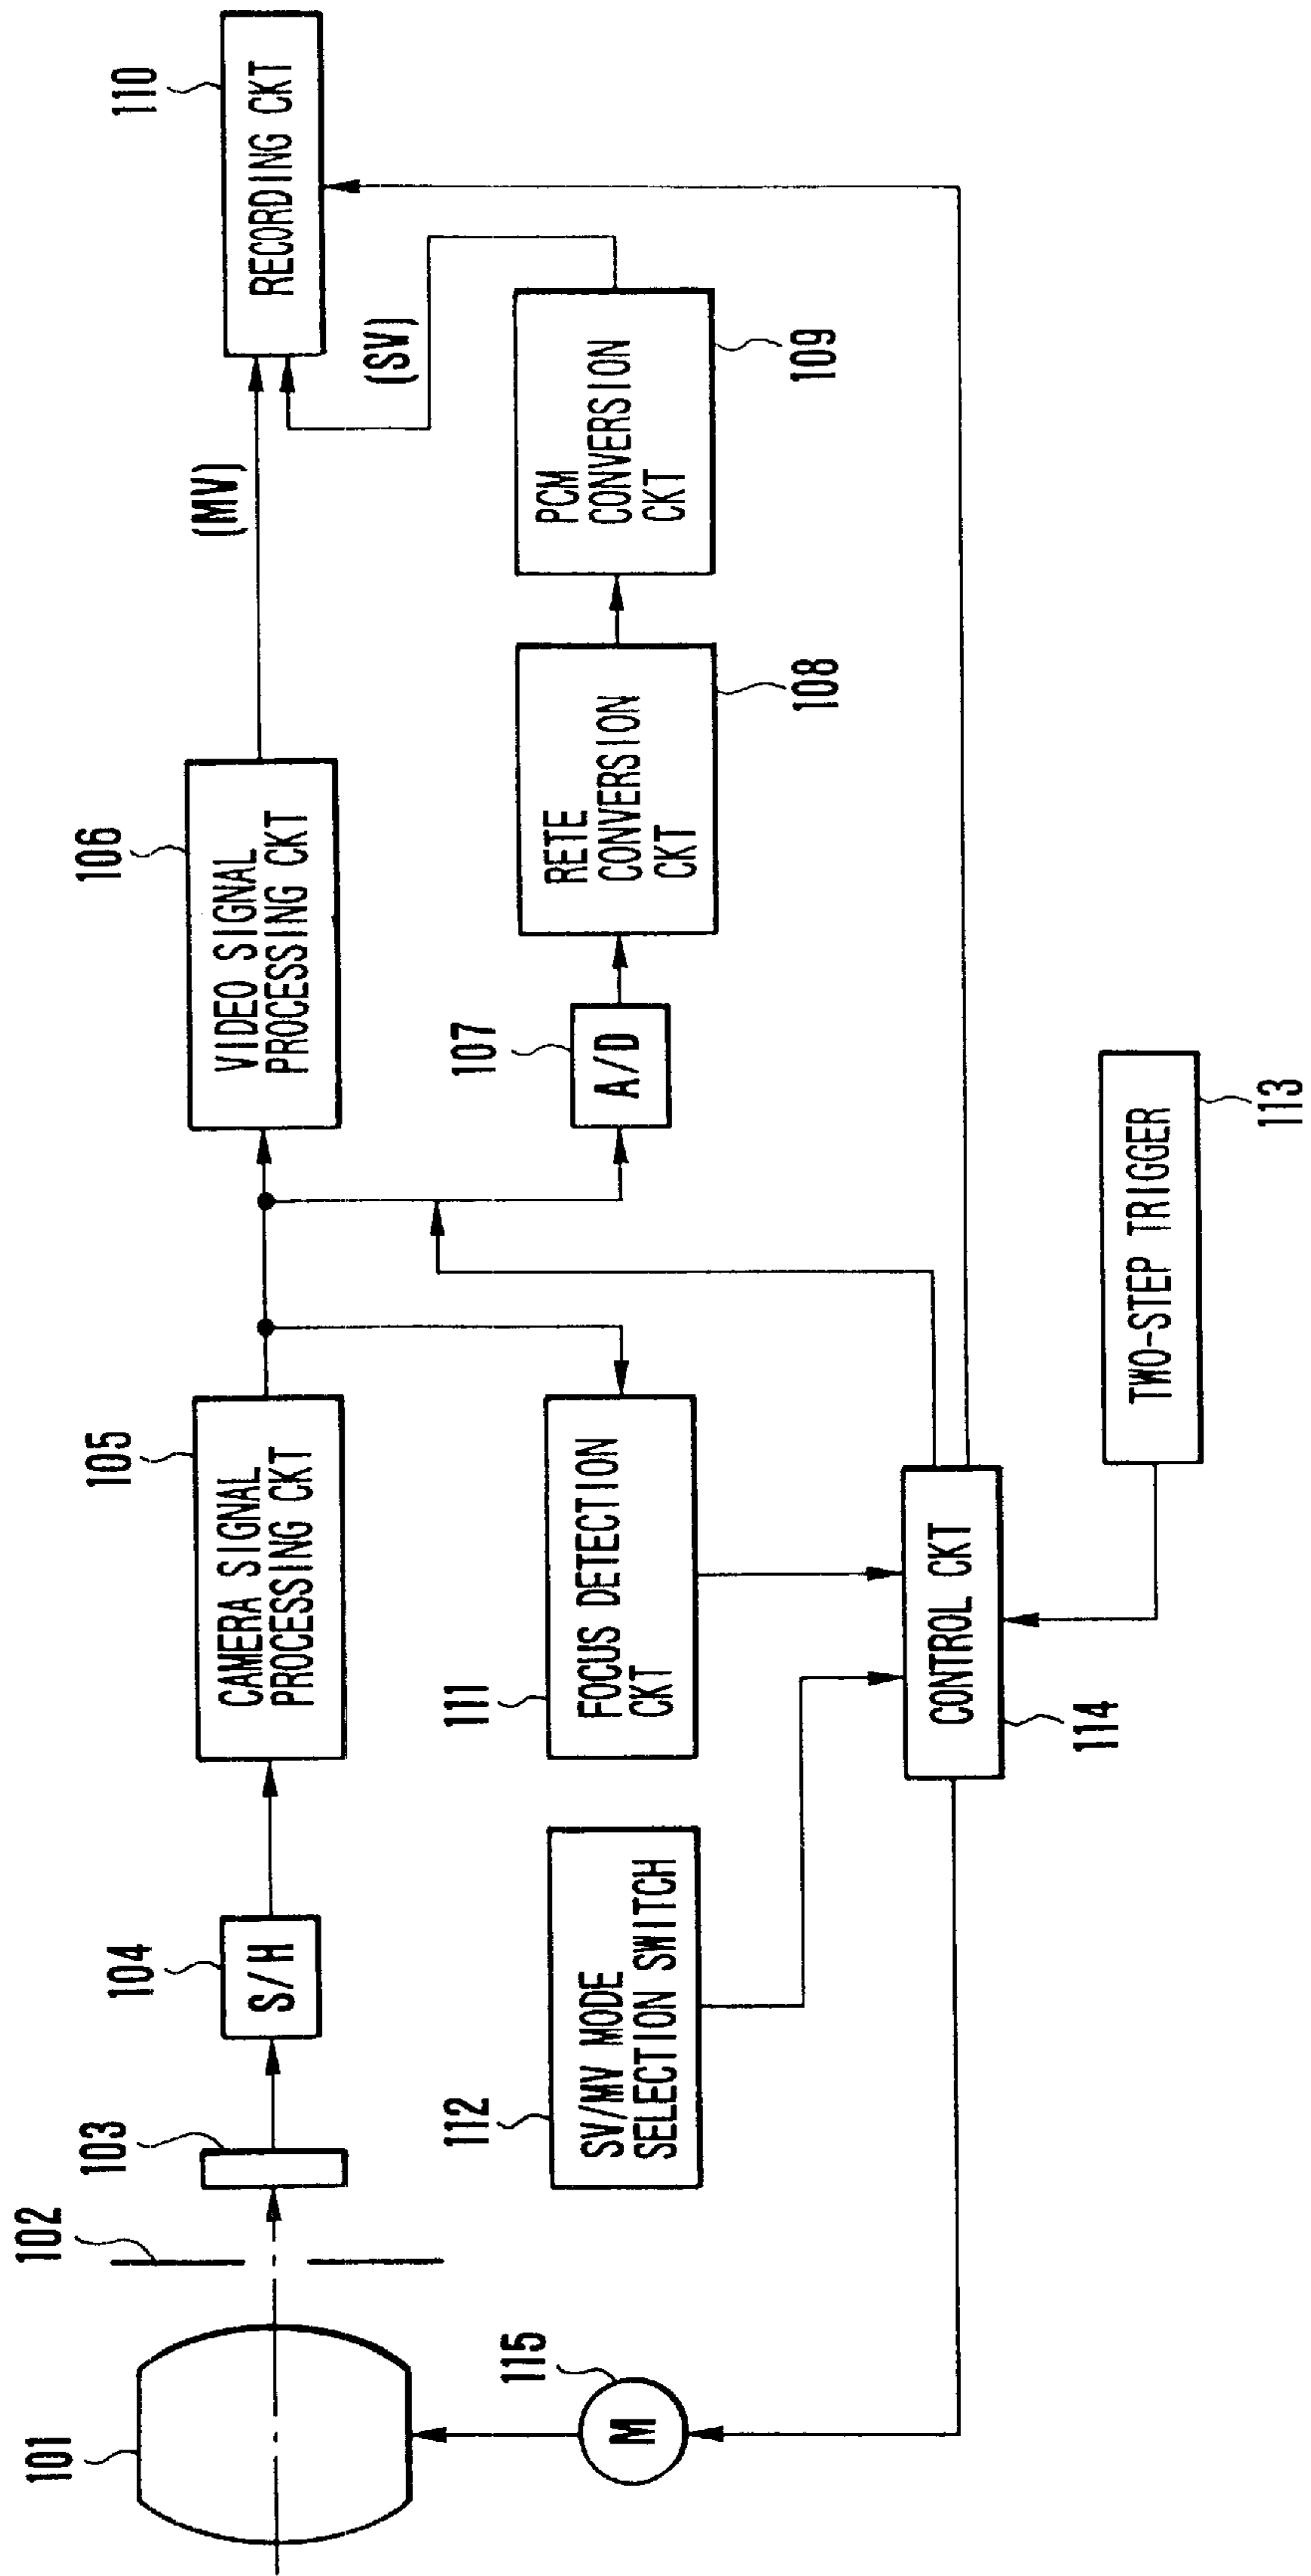 101
102
103
104
S/H
105
CAMERA SIGNAL
PROCESSING CKT
106
VIDEO SIGNAL
PROCESSING CKT
(MV)
110
RECORDING CKT
(SV)
107
A/D
RETE
CONVERSION
CKT
108
PCM
CONVERSION
CKT
109
111
FOCUS DETECTION
CKT
112
SV/MV MODE
SELECTION SWITCH
115
M
CONTROL CKT
114
TWO-STEP TRIGGER
113